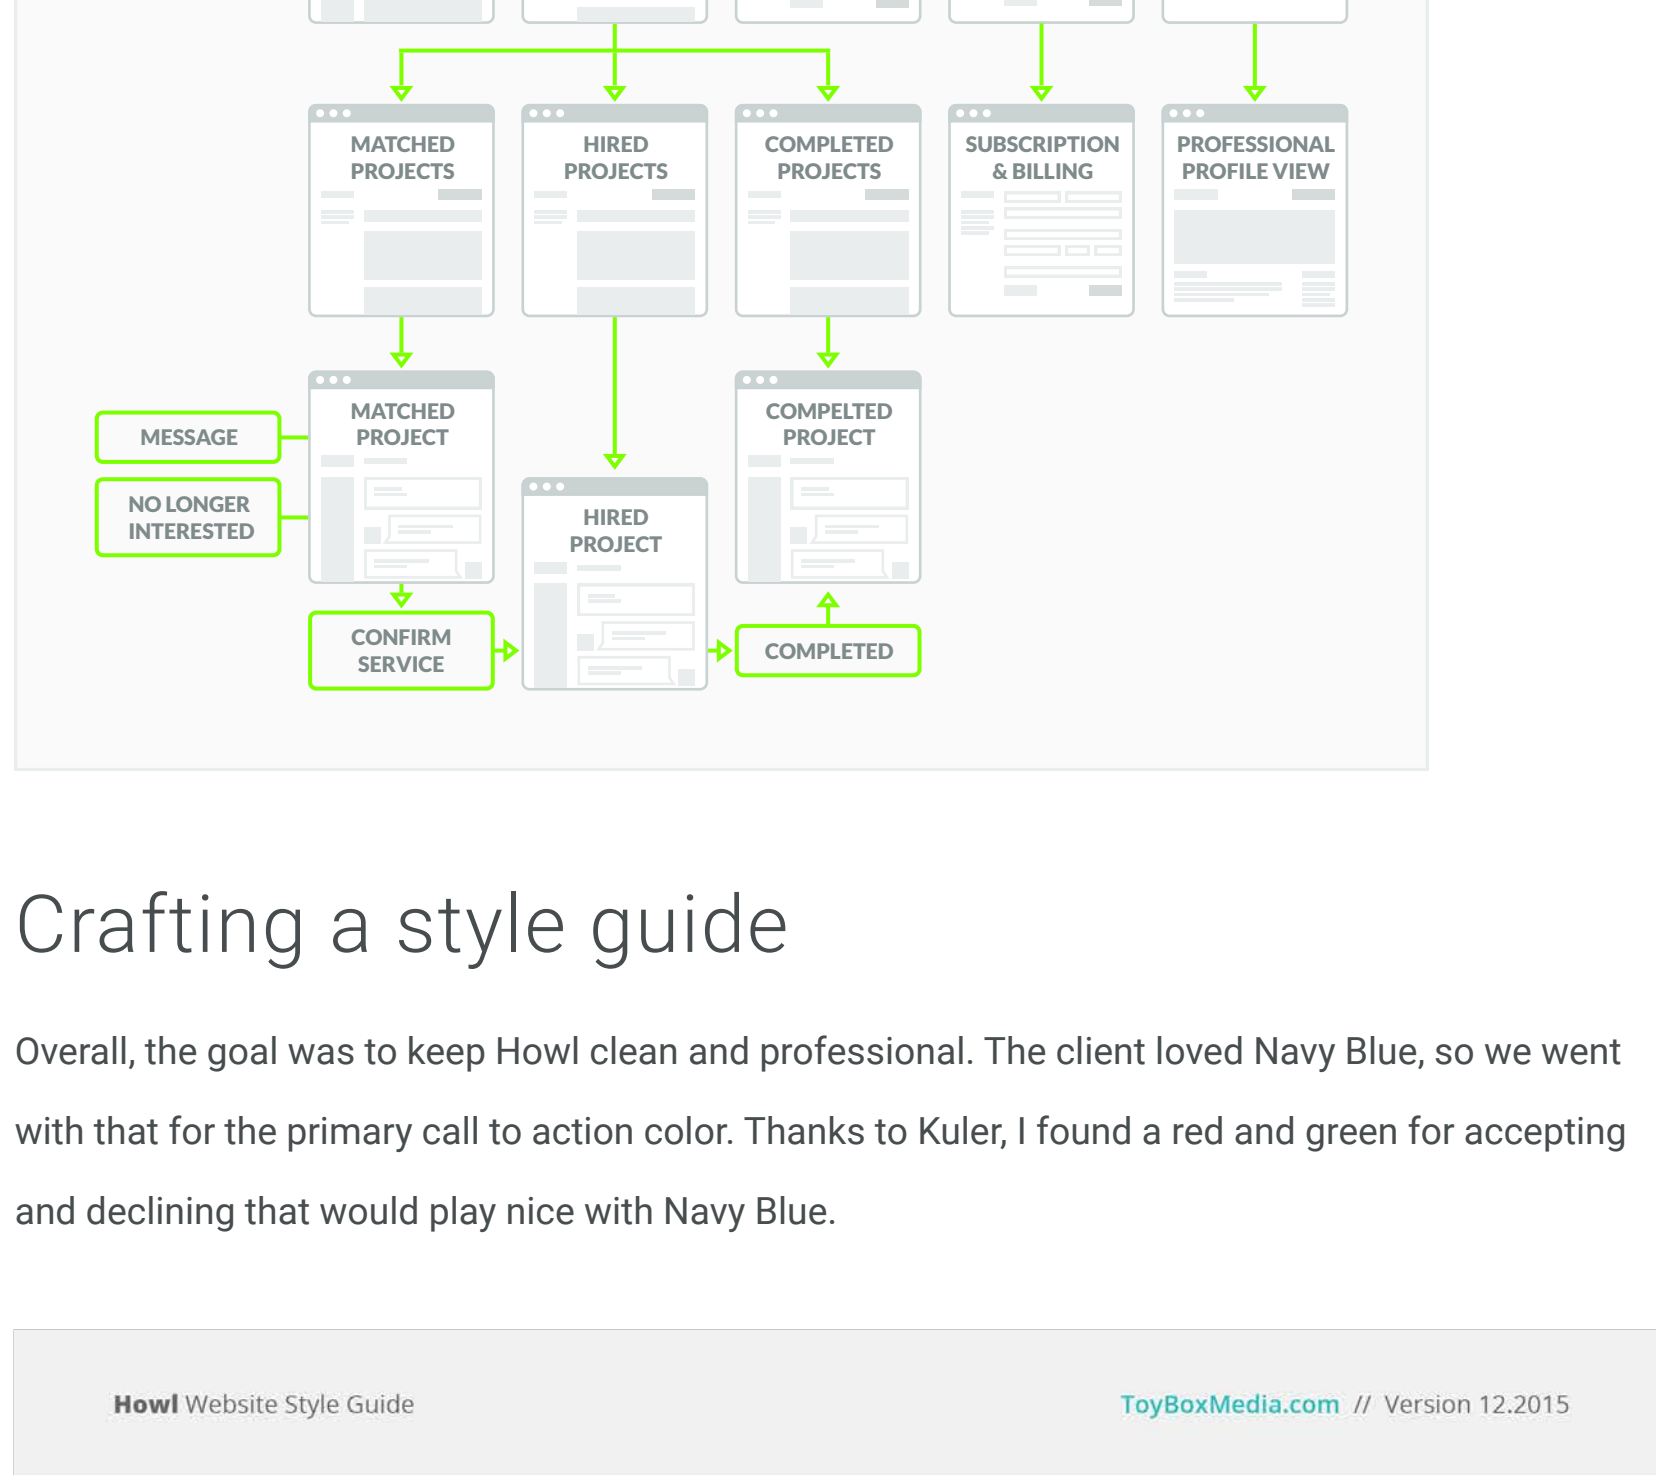 MATCHED
PROJECTS
HIRED
PROJECTS
COMPLETED
PROJECTS
SUBSCRIPTION
& BILLING
PROFESSIONAL
PROFILE VIEW
MATCHED
PROJECT
COMPELTED
PROJECT
MESSAGE
NO LONGER
INTERESTED
HIRED
PROJECT
CONFIRM
SERVICE
COMPLETED
Crafting a style guide
Overall, the goal was to keep Howl clean and professional. The client loved Navy Blue, so we went
with that for the primary call to action color. Thanks to Kuler, I found a red and green for accepting
and declining that would play nice with Navy Blue.
Howl Website Style Guide
ToyBoxMedia.com // Version 12.2015